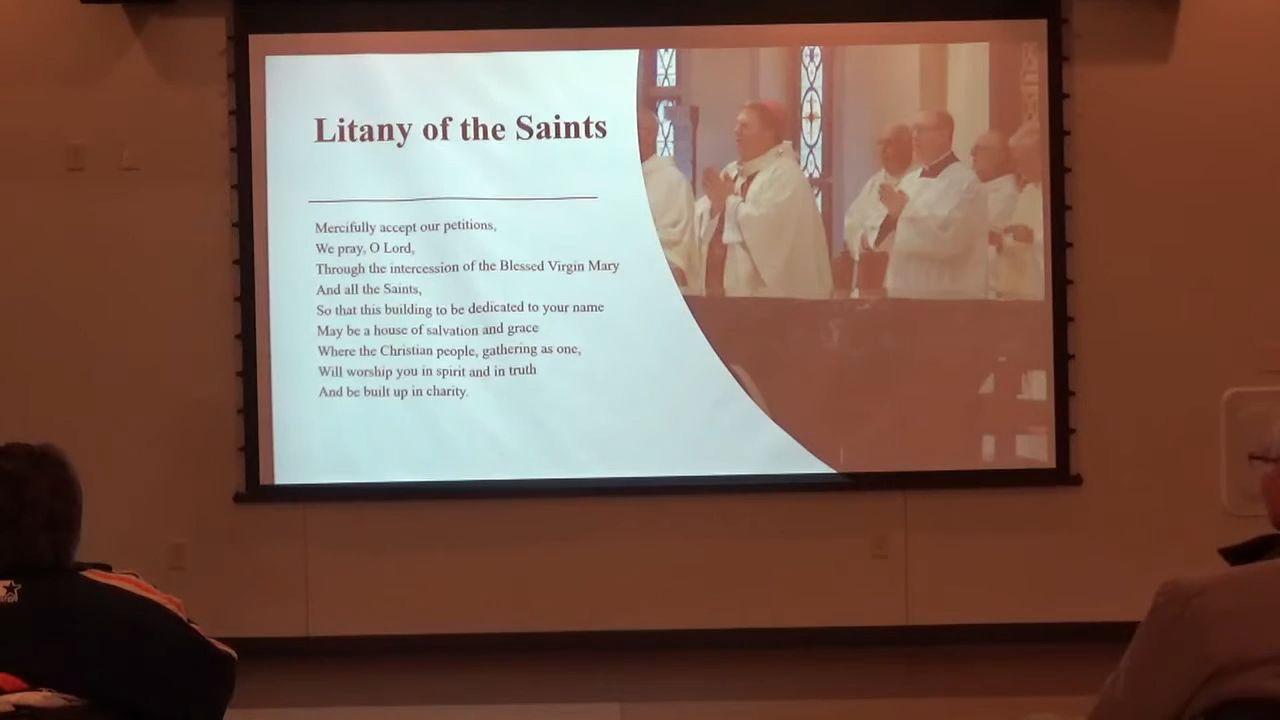 Litany of the Saints
Mercifully accept our petitions,
We pray, O Lord,
Through the intercession of the Blessed Virgin Mary
And all the Saints,
So that this building to be dedicated to your name
May be a house of salvation and grace
Where the Christian people, gathering as one,
Will worship you in spirit and in truth
And be built up in charity.